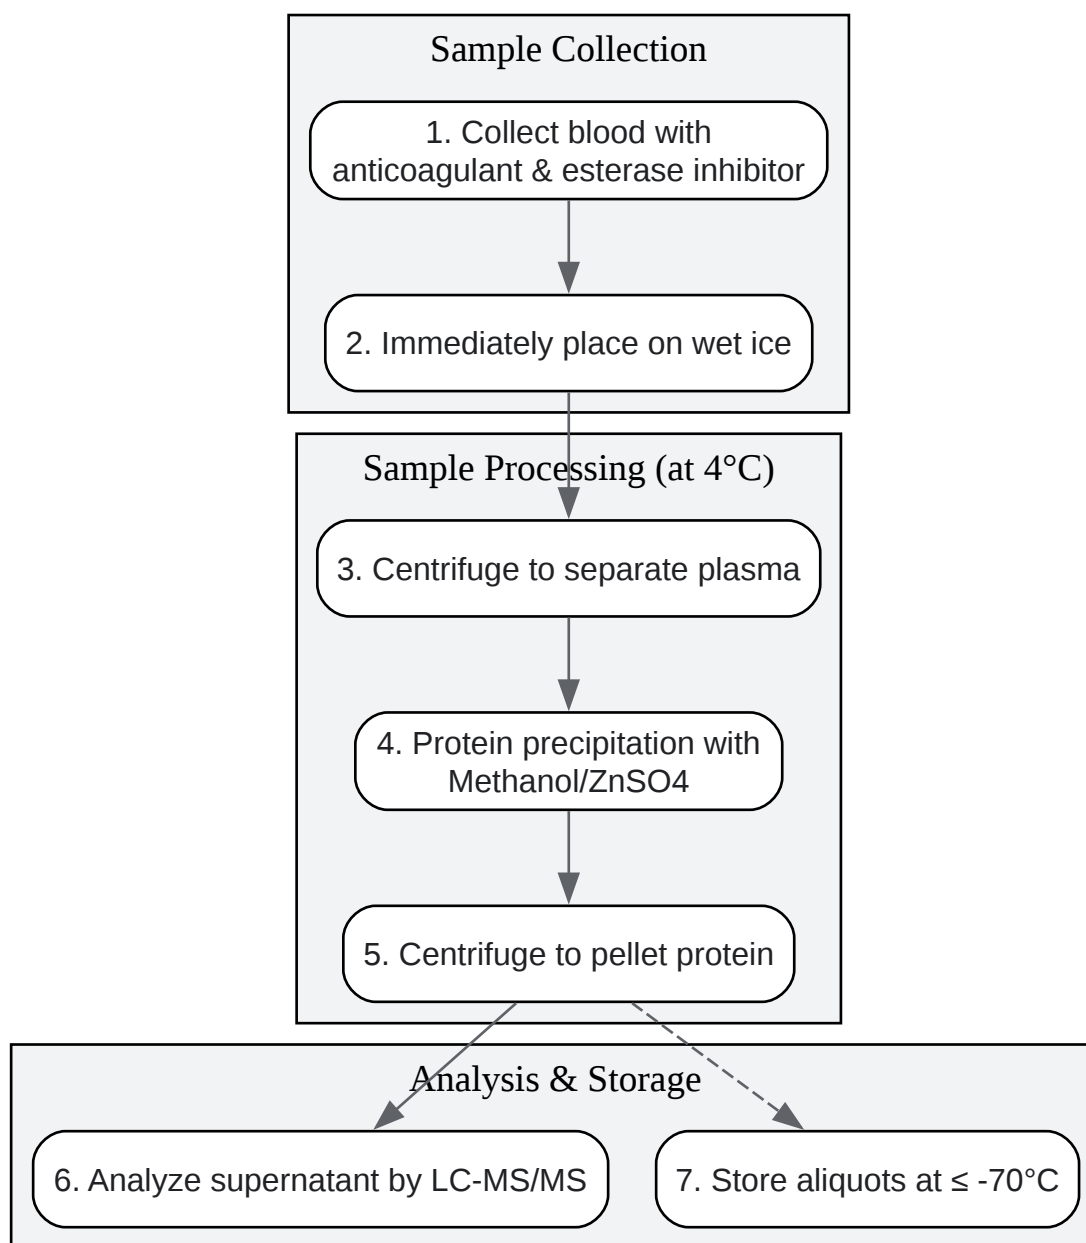 Sample Collection
1. Collect blood with
anticoagulant & esterase inhibitor
2. Immediately place on wet ice
Sample Processing (at 4°C)
3. Centrifuge to separate plasma
4. Protein precipitation with
Methanol/ZnSO4
5. Centrifuge to pellet protein
Analysis & Storage
6. Analyze supernatant by LC-MS/MS
7. Store aliquots at ≤ -70°C